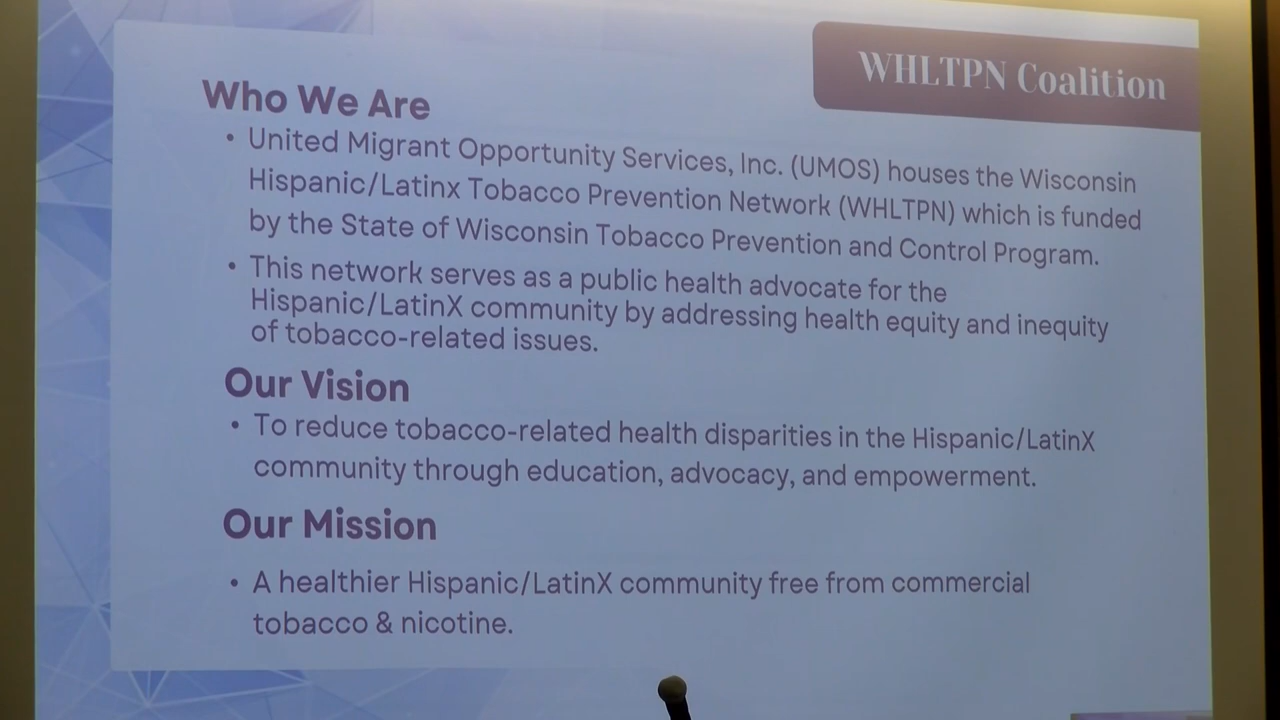 WHLTPN Coalition
Who We Are
• United Migrant Opportunity Services, Inc. (UMOS) houses the Wisconsin
Hispanic/Latinx Tobacco Prevention Network (WHLTPN) which is funded
by the State of Wisconsin Tobacco Prevention and Control Program.
• This network serves as a public health advocate for the
Hispanic/LatinX community by addressing health equity and inequity
of tobacco-related issues.
Our Vision
• To reduce tobacco-related health disparities in the Hispanic/LatinX
community through education, advocacy, and empowerment.
Our Mission
• A healthier Hispanic/LatinX community free from commercial
tobacco & nicotine.